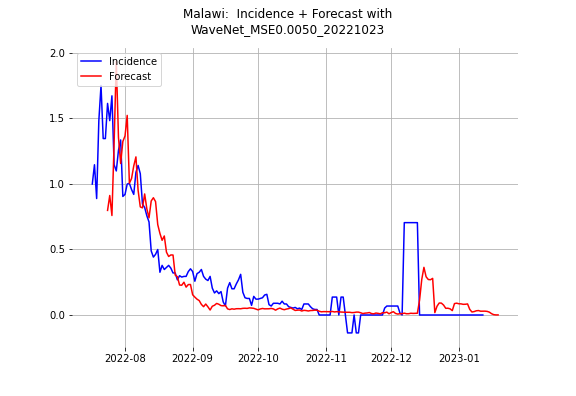 Malawi:  Incidence + Forecast with
WaveNet_MSE0.0050_20221023
2.0
1.5
1.0
0.5
0.0
Incidence
Forecast
2022-08
2022-09
2022-10
2022-11
2022-12
2023-01